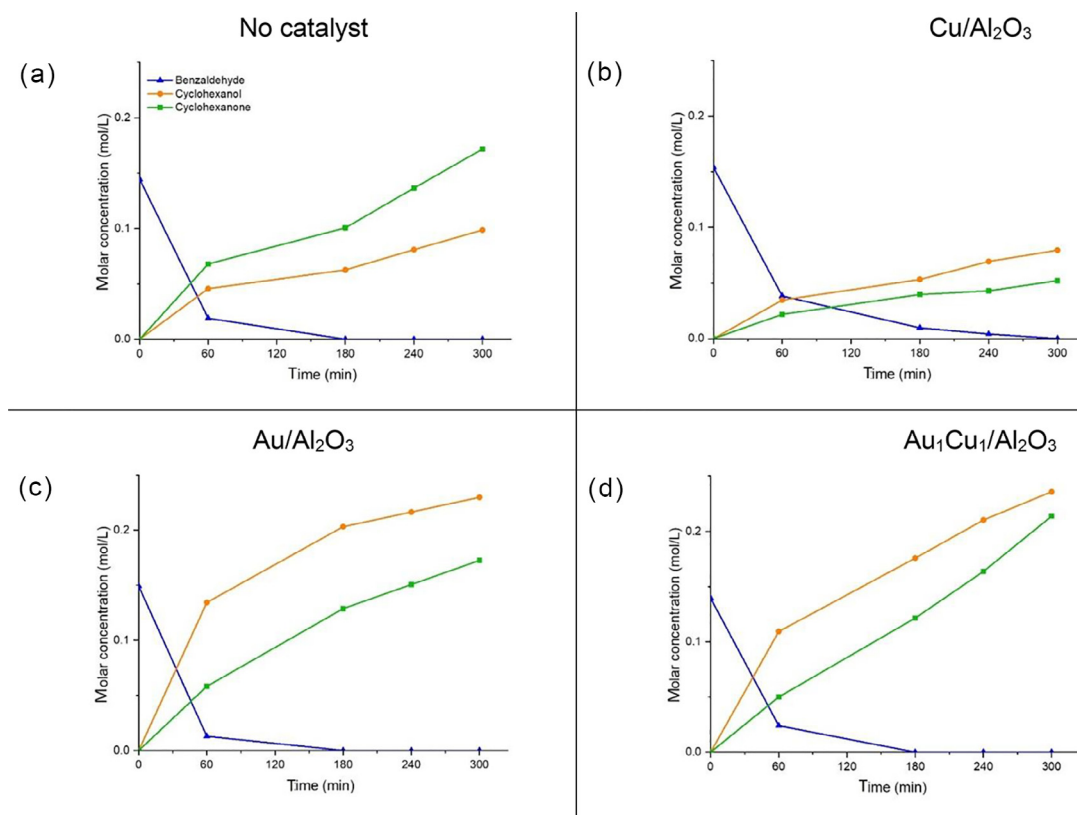 No catalyst
(a)
Benzaldehyde
Cyclohexanol
Cyclohexanone
0.2
0.1
0.0
Molar concentration (mol/L)
0 60 120 180 240 300
Time (min)
Cu/Al₂O₃
(b)
0.2
0.1
0.0
Molar concentration (mol/L)
0 60 120 180 240 300
Time (min)
Au/Al₂O₃
(c)
0.2
0.1
0.0
Molar concentration (mol/L)
0 60 120 180 240 300
Time (min)
Au₁Cu₁/Al₂O₃
(d)
0.2
0.1
0.0
Molar concentration (mol/L)
0 60 120 180 240 300
Time (min)